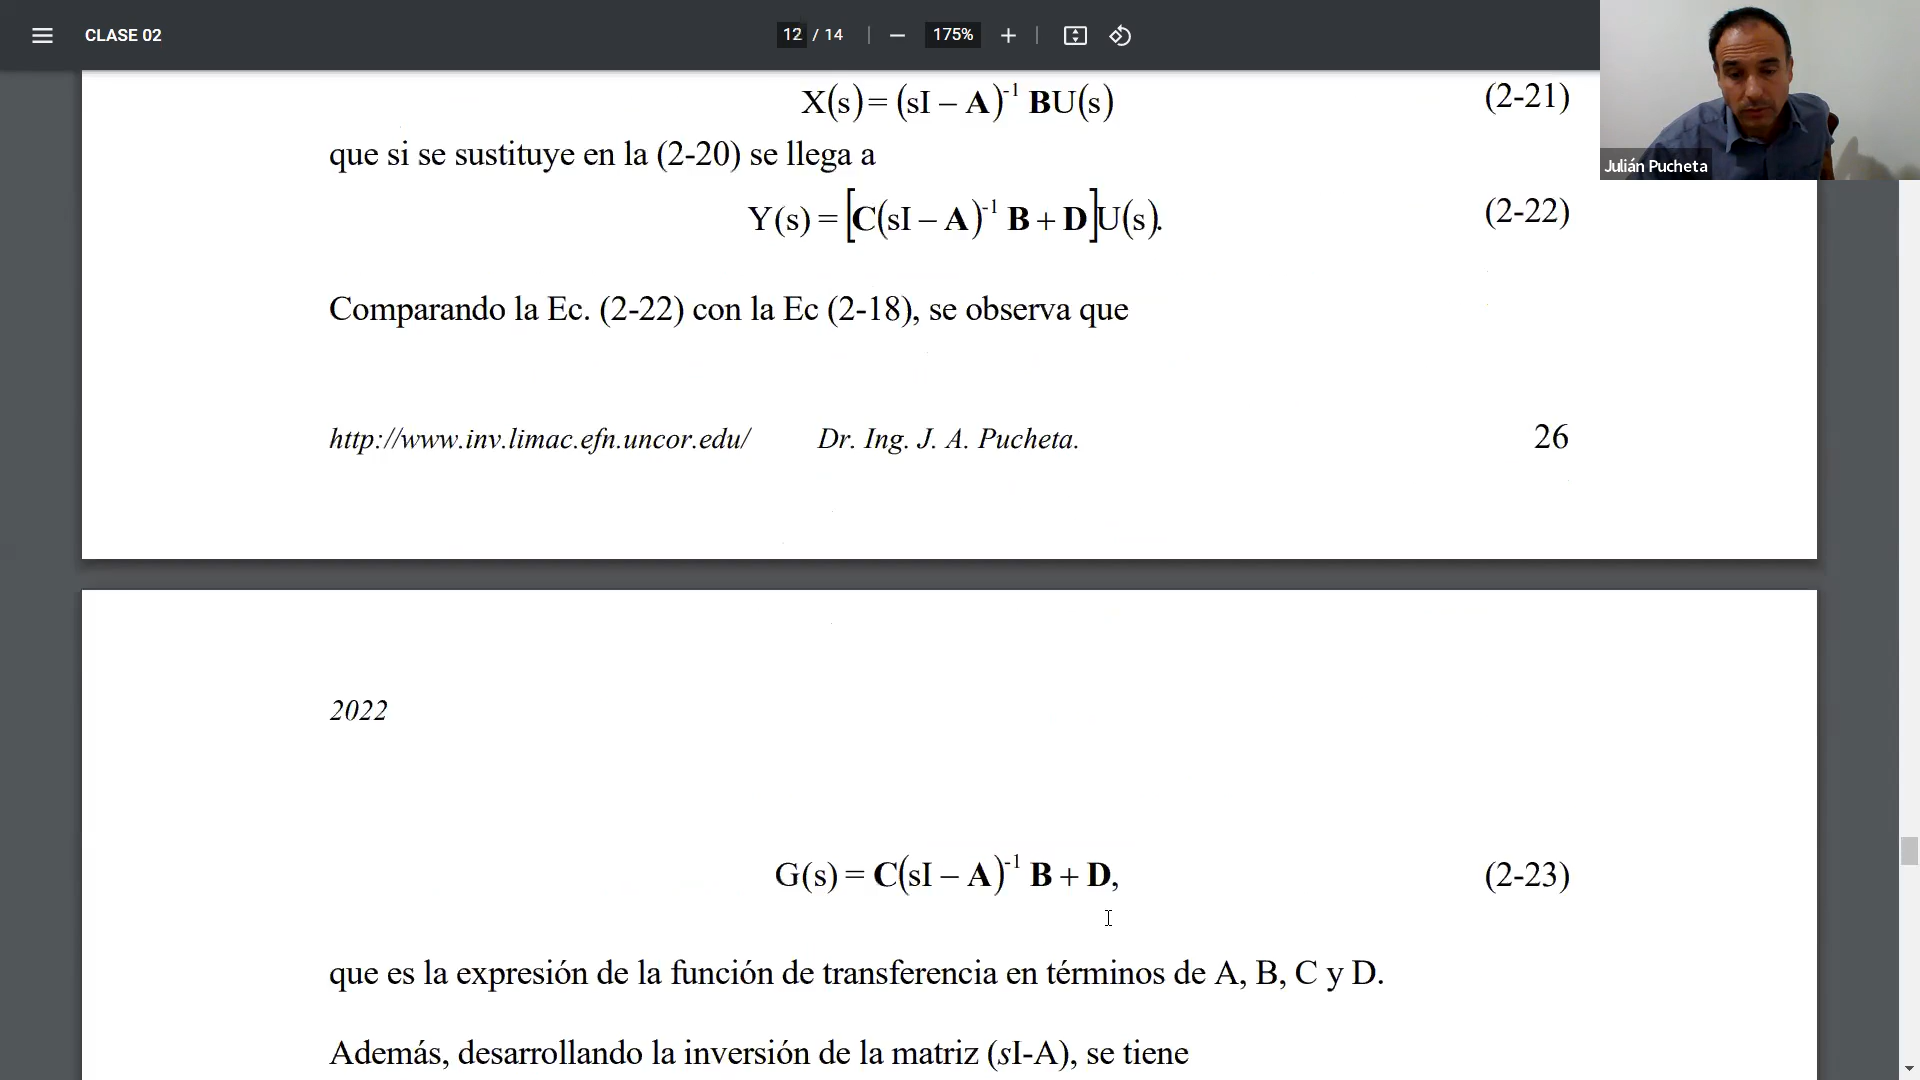 CLASE 02
12 / 14
175%
X(s) = (sI – A)⁻¹ BU(s) (2-21)
Julián Pucheta
que si se sustituye en la (2-20) se llega a
Y(s) = [C(sI – A)⁻¹ B + D]U(s). (2-22)
Comparando la Ec. (2-22) con la Ec (2-18), se observa que
http://www.inv.limac.efn.uncor.edu/ Dr. Ing. J. A. Pucheta. 26
2022
G(s) = C(sI – A)⁻¹ B + D, (2-23)
que es la expresión de la función de transferencia en términos de A, B, C y D.
Además, desarrollando la inversión de la matriz (sI-A), se tiene